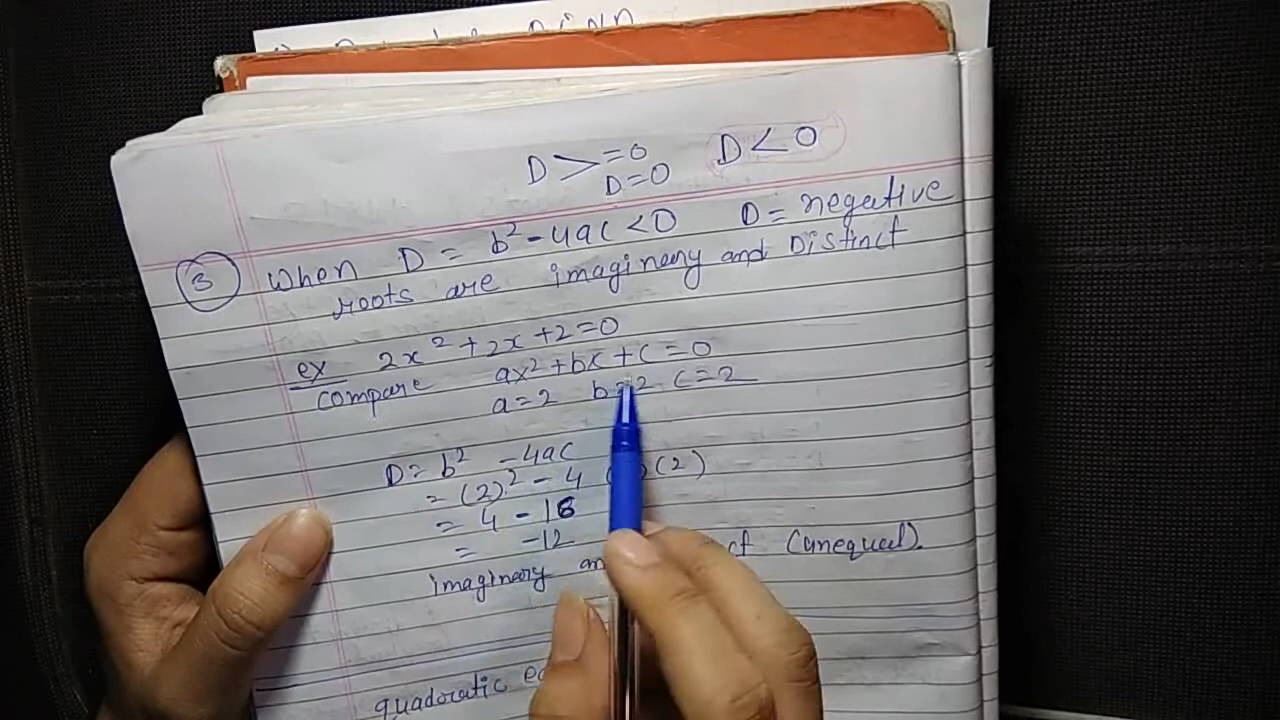 D > = 0 D < 0
D = 0
③ When D = b² - 4ac < 0 D = negative
roots are imaginary and Distinct
ex 2x² + 2x + 2 = 0
compare ax² + bx + c = 0
a = 2 b = 2 c = 2
D = b² - 4ac
= (2)² - 4 (2)
= 4 - 16
= -12
imaginary (unequal).
quadratic